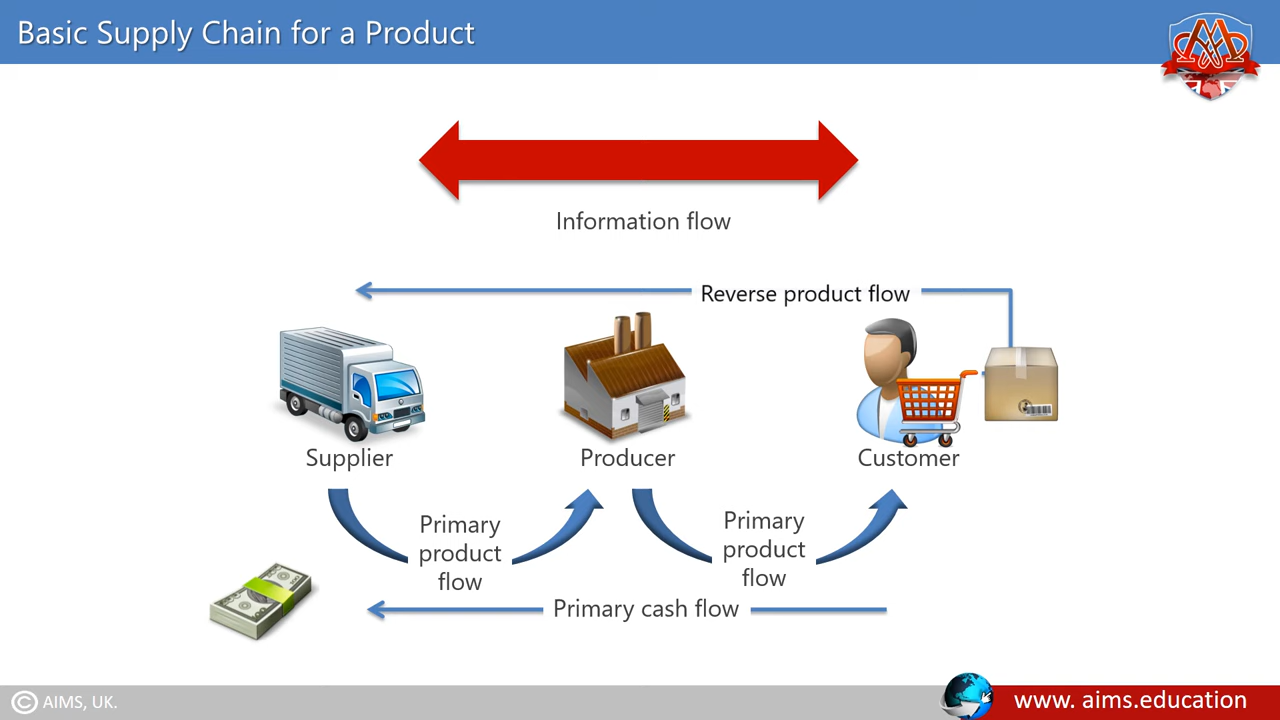 Basic Supply Chain for a Product
Information flow
Reverse product flow
Supplier
Producer
Customer
Primary
product
flow
Primary
product
flow
Primary cash flow
© AIMS, UK.
www. aims.education